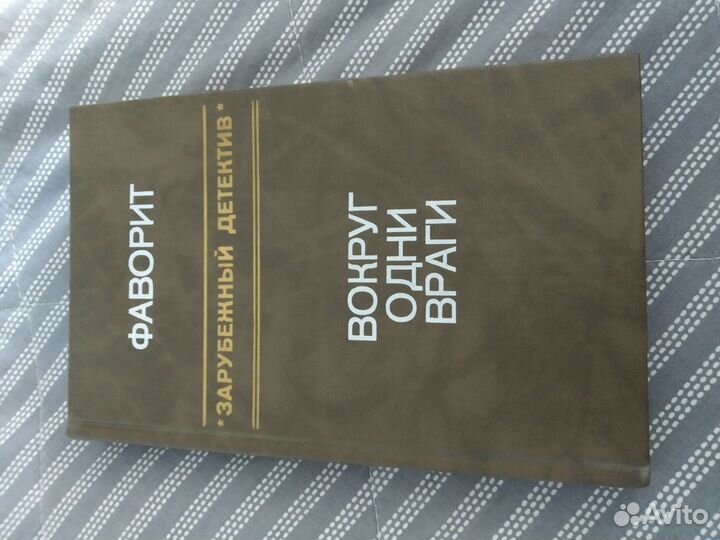 ФАВОРИТ
*ЗАРУБЕЖНЫЙ ДЕТЕКТИВ*
ВОКРУГ
ОДНИ
ВРАГИ
Avito